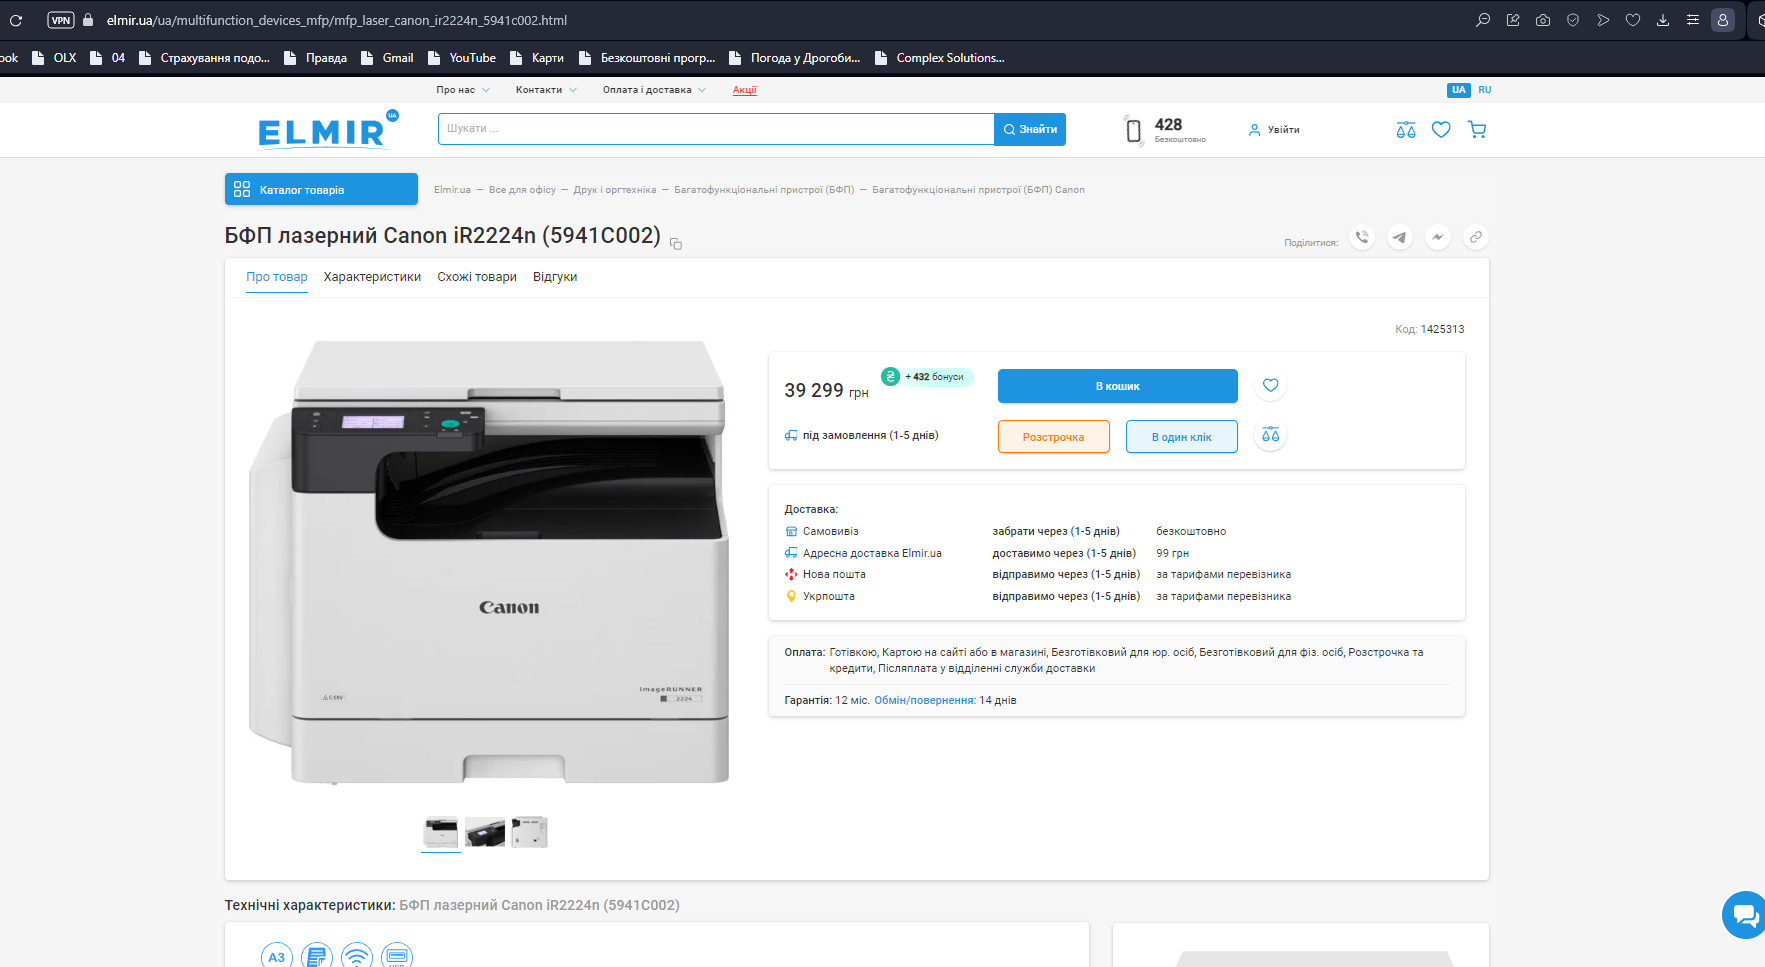 VPN elmir.ua/ua/multifunction_devices_mfp/mfp_laser_canon_ir2224n_5941c002.html
ook OLX 04 Страхування подо... Правда Gmail YouTube Карти Безкоштовні прогр... Погода у Дрогоби... Complex Solutions...
Про нас Контакти Оплата і доставка Акції UA RU
ELMIR UA Шукати ... Знайти 428 Увійти
Безкоштовно
Каталог товарів Elmir.ua — Все для офісу — Друк і оргтехніка — Багатофункціональні пристрої (БФП) — Багатофункціональні пристрої (БФП) Canon
БФП лазерний Canon iR2224n (5941C002) Поділитися:
Про товар Характеристики Схожі товари Відгуки
Код: 1425313
39 299 грн + 432 бонуси В кошик
під замовлення (1-5 днів) Розстрочка В один клік
Доставка:
Самовивіз забрати через (1-5 днів) безкоштовно
Адресна доставка Elmir.ua доставимо через (1-5 днів) 99 грн
Нова пошта відправимо через (1-5 днів) за тарифами перевізника
Укрпошта відправимо через (1-5 днів) за тарифами перевізника
Оплата: Готівкою, Картою на сайті або в магазині, Безготівковий для юр. осіб, Безготівковий для фіз. осіб, Розстрочка та
кредити, Післяплата у відділенні служби доставки
Гарантія: 12 міс. Обмін/повернення: 14 днів
Canon
imageRUNNER
2224
C-EXV
Технічні характеристики: БФП лазерний Canon iR2224n (5941C002)
A3